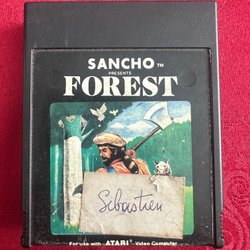 SANCHO™
PRESENTS
FOREST
Sebastien
For use with ATARI® Video Computer